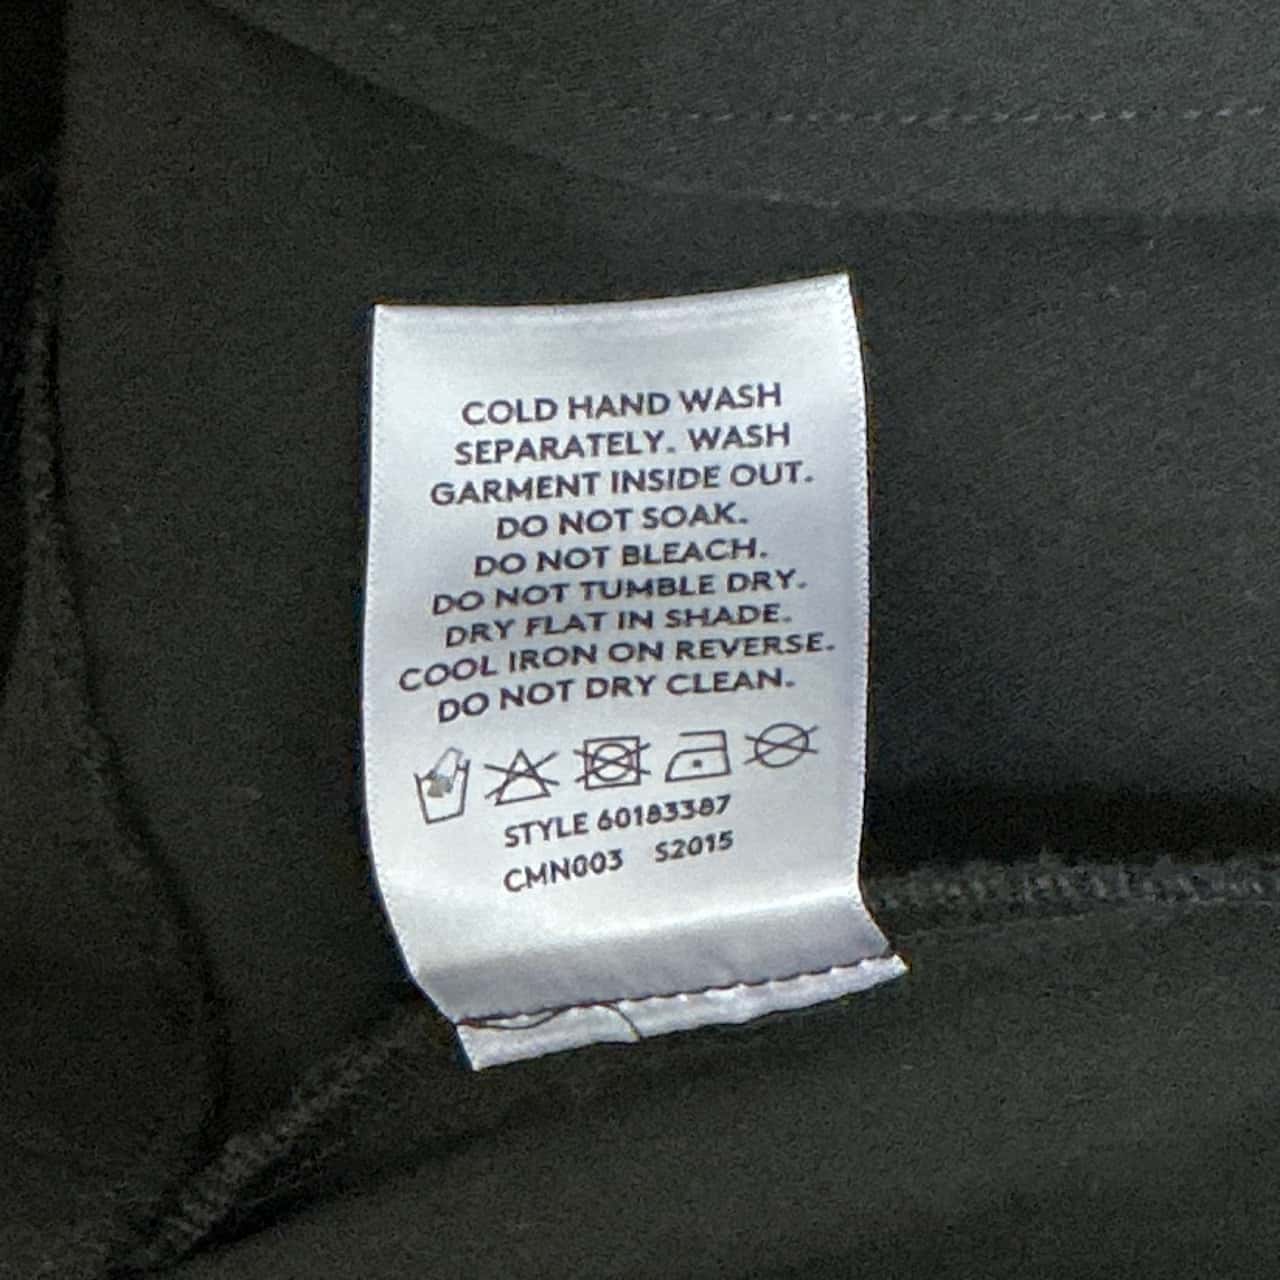 COLD HAND WASH
SEPARATELY. WASH
GARMENT INSIDE OUT.
DO NOT SOAK.
DO NOT BLEACH.
DO NOT TUMBLE DRY.
DRY FLAT IN SHADE.
COOL IRON ON REVERSE.
DO NOT DRY CLEAN.
STYLE 60183387
CMN003 S2015